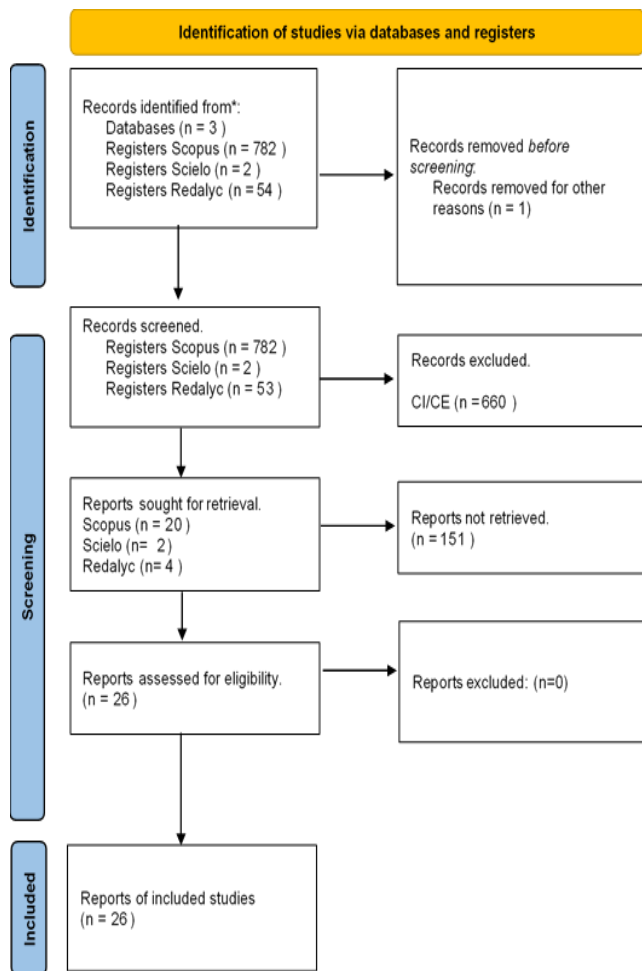 Identification of studies via databases and registers
Identification
Records identified from*:
Databases (n = 3 )
Registers Scopus (n = 782 )
Registers Scielo (n = 2 )
Registers Redalyc (n = 54 )
Records removed before
screening:
Records removed for other
reasons (n = 1)
Screening
Records screened.
Registers Scopus (n = 782 )
Registers Scielo (n = 2 )
Registers Redalyc (n = 53 )
Records excluded.
CI/CE (n =660 )
Reports sought for retrieval.
Scopus (n = 20 )
Scielo (n= 2 )
Redalyc (n= 4 )
Reports not retrieved.
(n = 151 )
Reports assessed for eligibility.
(n = 26 )
Reports excluded: (n=0)
Included
Reports of included studies
(n = 26 )